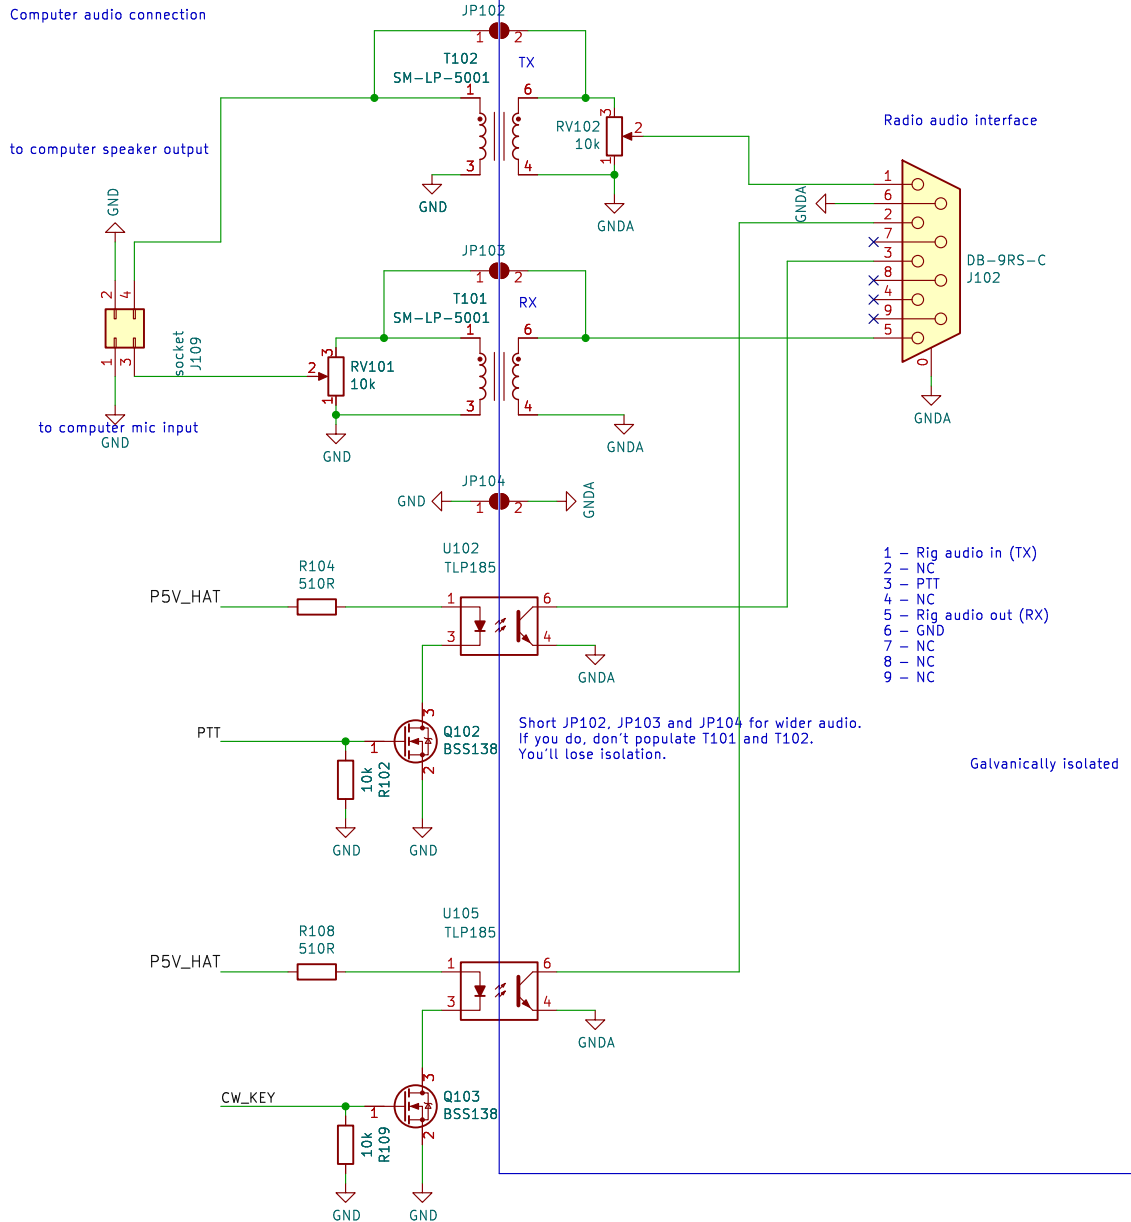 Computer audio connection
JP102
1 2
T102
SM-LP-5001
TX
1 6
3 4
GND
RV102
10k
3
2
1
GNDA
Radio audio interface
to computer speaker output
GND
2 4
1 3
socket
J109
GND
to computer mic input
GNDA
1
6
2
7
3
8
4
9
5
0
DB-9RS-C
J102
GNDA
JP103
1 2
T101
SM-LP-5001
RX
1 6
3 4
GNDA
RV101
10k
3
2
1
GND
JP104
GND
1 2
GNDA
U102
TLP185
R104
510R
P5V_HAT
1 6
3 4
GNDA
1 - Rig audio in (TX)
2 - NC
3 - PTT
4 - NC
5 - Rig audio out (RX)
6 - GND
7 - NC
8 - NC
9 - NC
PTT
1
3
2
Q102
BSS138
10k
R102
GND
GND
Short JP102, JP103 and JP104 for wider audio.
If you do, don't populate T101 and T102.
You'll lose isolation.
Galvanically isolated
U105
TLP185
R108
510R
P5V_HAT
1 6
3 4
GNDA
CW_KEY
1
3
2
Q103
BSS138
10k
R109
GND
GND